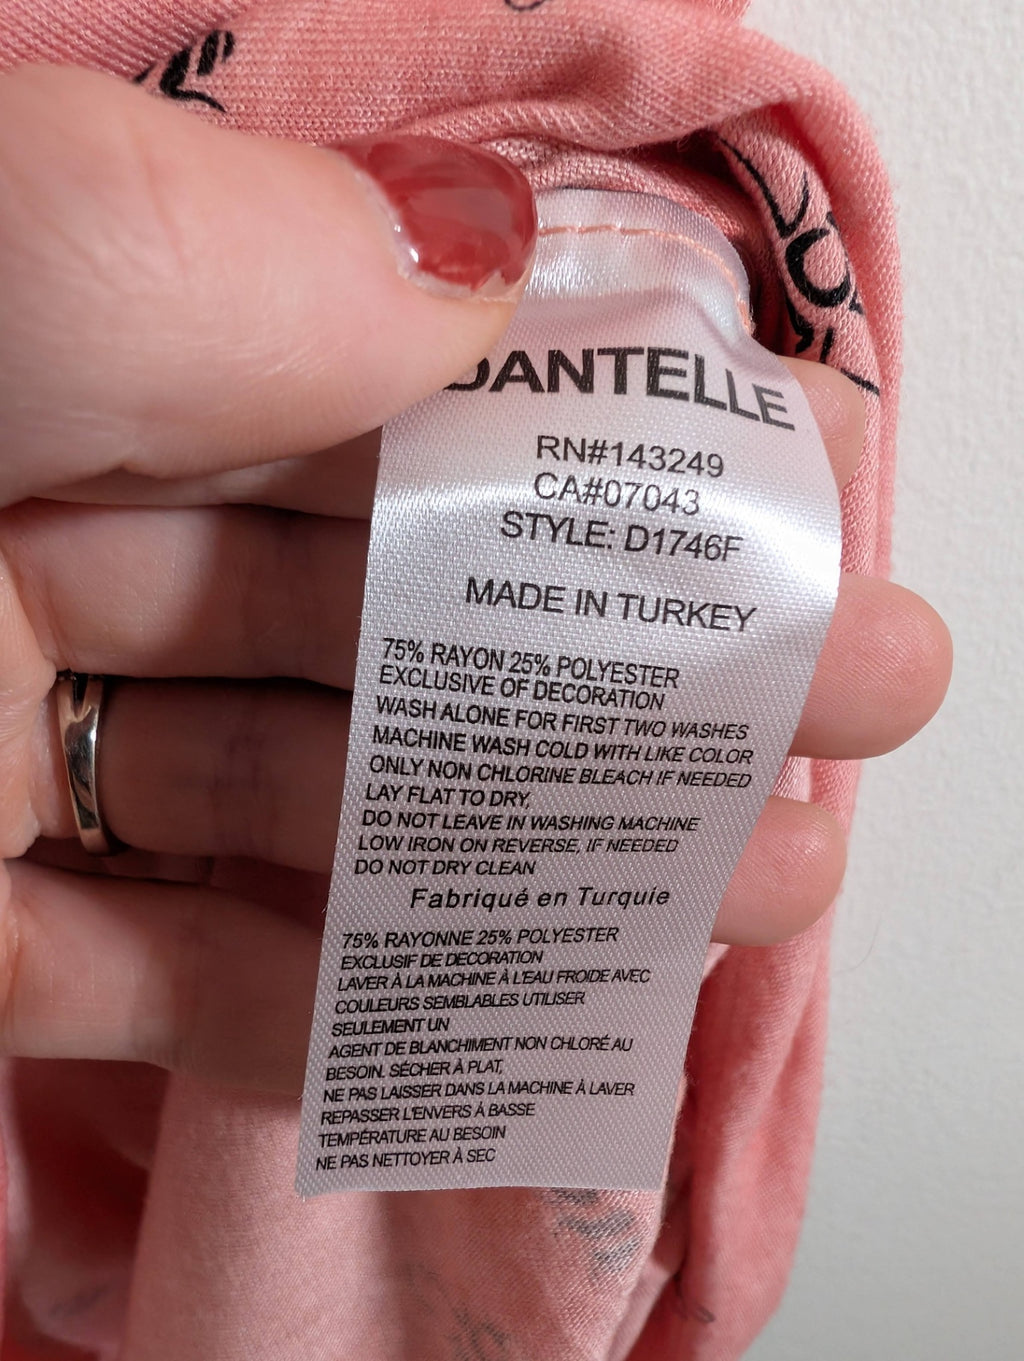 DANTELLE
RN#143249
CA#07043
STYLE: D1746F
MADE IN TURKEY
75% RAYON 25% POLYESTER
EXCLUSIVE OF DECORATION
WASH ALONE FOR FIRST TWO WASHES
MACHINE WASH COLD WITH LIKE COLOR
ONLY NON CHLORINE BLEACH IF NEEDED
LAY FLAT TO DRY,
DO NOT LEAVE IN WASHING MACHINE
LOW IRON ON REVERSE, IF NEEDED
DO NOT DRY CLEAN
Fabriqué en Turquie
75% RAYONNE 25% POLYESTER
EXCLUSIF DE DECORATION
LAVER À LA MACHINE À L'EAU FROIDE AVEC
COULEURS SEMBLABLES UTILISER
SEULEMENT UN
AGENT DE BLANCHIMENT NON CHLORÉ AU
BESOIN. SÉCHER À PLAT,
NE PAS LAISSER DANS LA MACHINE À LAVER
REPASSER L'ENVERS À BASSE
TEMPÉRATURE AU BESOIN
NE PAS NETTOYER À SEC